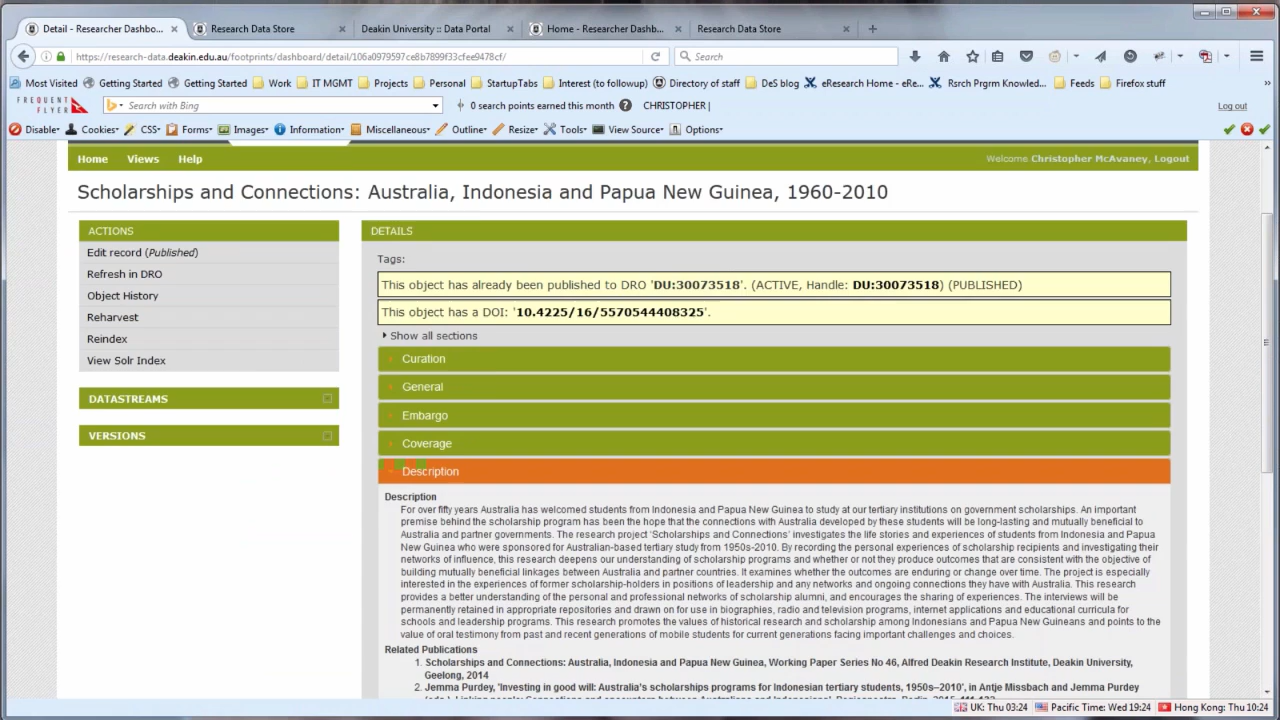 Detail - Researcher Dashbo... Research Data Store Deakin University :: Data Portal Home - Researcher Dashb... Research Data Store
https://research-data.deakin.edu.au/footprints/dashboard/detail/106a0979597ce8b7899f33cfee9478cf/ Search
Most Visited Getting Started Getting Started Work IT MGMT Projects Personal StartupTabs Interest (to followup) Directory of staff DeS blog eResearch Home - eRe... Rsrch Prgrm Knowled... Feeds Firefox stuff
FREQUENT FLYER Search with Bing 0 search points earned this month CHRISTOPHER | Log out
Disable Cookies CSS Forms Images Information Miscellaneous Outline Resize Tools View Source Options
Home Views Help Welcome Christopher McAvaney, Logout
Scholarships and Connections: Australia, Indonesia and Papua New Guinea, 1960-2010
ACTIONS
Edit record (Published)
Refresh in DRO
Object History
Reharvest
Reindex
View Solr Index
DATASTREAMS
VERSIONS
DETAILS
Tags:
This object has already been published to DRO 'DU:30073518'. (ACTIVE, Handle: DU:30073518) (PUBLISHED)
This object has a DOI: '10.4225/16/5570544408325'.
Show all sections
Curation
General
Embargo
Coverage
Description
Description
For over fifty years Australia has welcomed students from Indonesia and Papua New Guinea to study at our tertiary institutions on government scholarships. An important
premise behind the scholarship program has been the hope that the connections with Australia developed by these students will be long-lasting and mutually beneficial to
Australia and partner governments. The research project 'Scholarships and Connections' investigates the life stories and experiences of students from Indonesia and Papua
New Guinea who were sponsored for Australian-based tertiary study from 1950s-2010. By recording the personal experiences of scholarship recipients and investigating their
networks of influence, this research deepens our understanding of scholarship programs and whether or not they produce outcomes that are consistent with the objective of
building mutually beneficial linkages between Australia and partner countries. It examines whether the outcomes are enduring or change over time. The project is especially
interested in the experiences of former scholarship-holders in positions of leadership and any networks and ongoing connections they have with Australia. This research
provides a better understanding of the personal and professional networks of scholarship alumni, and encourages the sharing of experiences. The interviews will be
permanently retained in appropriate repositories and drawn on for use in biographies, radio and television programs, internet applications and educational curricula for
schools and leadership programs. This research promotes the values of historical research and scholarship among Indonesians and Papua New Guineans and points to the
value of oral testimony from past and recent generations of mobile students for current generations facing important challenges and choices.
Related Publications
1. Scholarships and Connections: Australia, Indonesia and Papua New Guinea, Working Paper Series No 46, Alfred Deakin Research Institute, Deakin University,
Geelong, 2014
2. Jemma Purdey, 'Investing in good will: Australia's scholarships programs for Indonesian tertiary students, 1950s–2010', in Antje Missbach and Jemma Purdey
UK: Thu 03:24 Pacific Time: Wed 19:24 Hong Kong: Thu 10:24